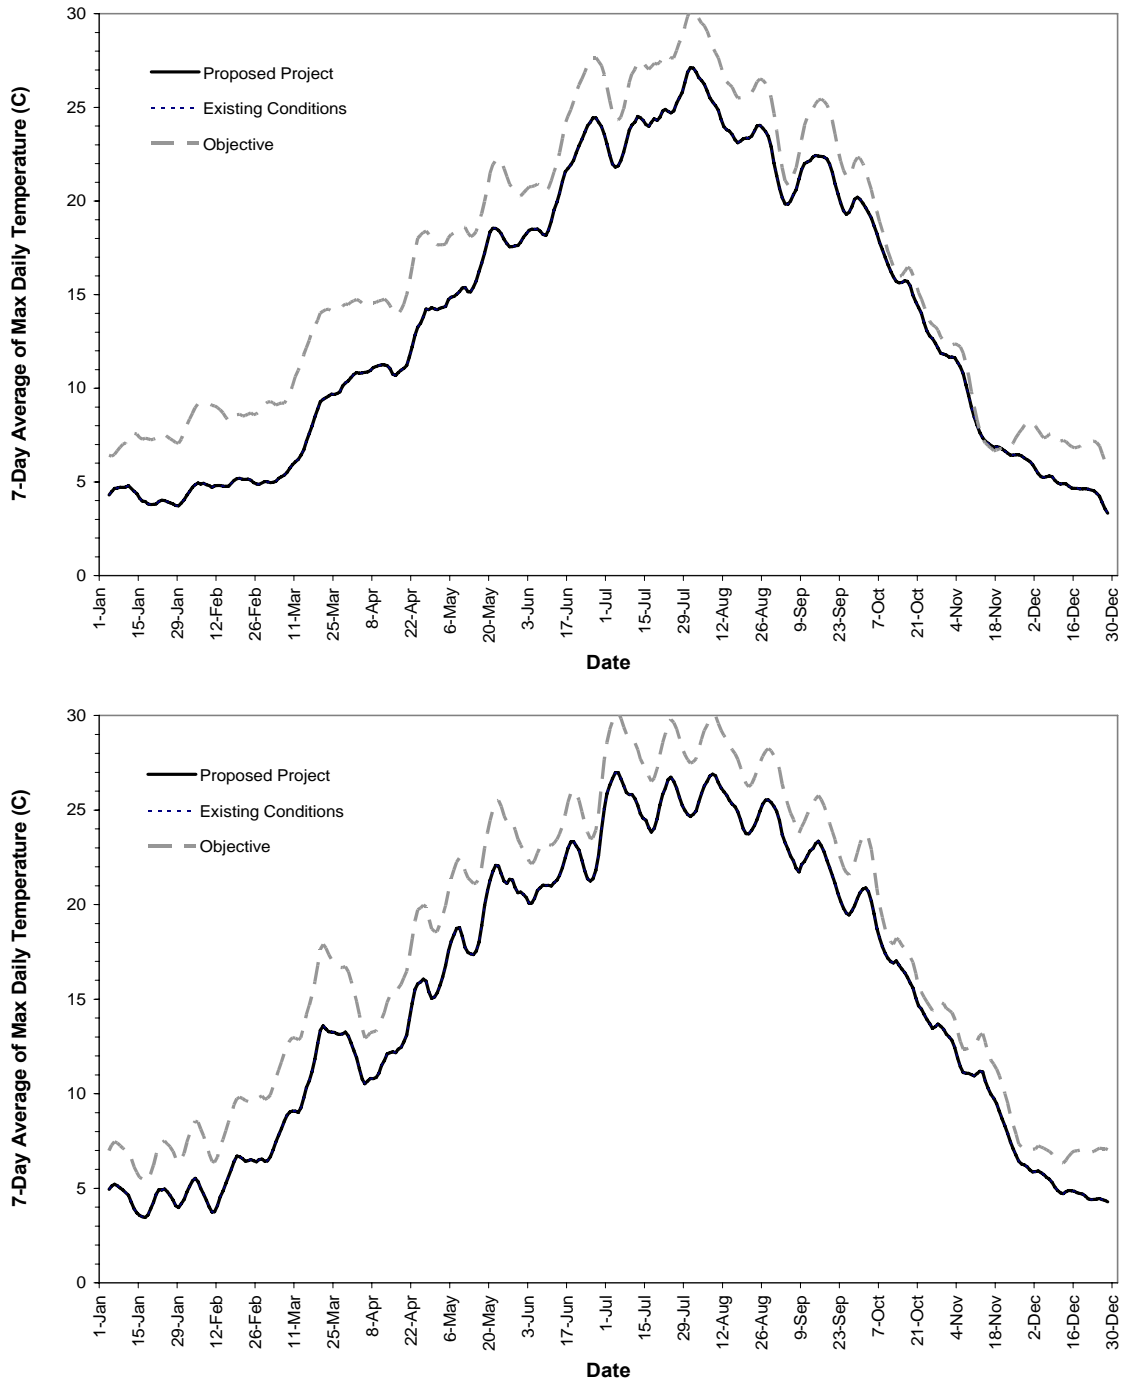 7-Day Average of Max Daily Temperature (C)
30
25
20
15
10
5
0
Proposed Project
Existing Conditions
Objective
1-Jan
15-Jan
29-Jan
12-Feb
26-Feb
11-Mar
25-Mar
8-Apr
22-Apr
6-May
20-May
3-Jun
17-Jun
1-Jul
15-Jul
29-Jul
12-Aug
26-Aug
9-Sep
23-Sep
7-Oct
21-Oct
4-Nov
18-Nov
2-Dec
16-Dec
30-Dec
Date
7-Day Average of Max Daily Temperature (C)
30
25
20
15
10
5
0
Proposed Project
Existing Conditions
Objective
1-Jan
15-Jan
29-Jan
12-Feb
26-Feb
11-Mar
25-Mar
8-Apr
22-Apr
6-May
20-May
3-Jun
17-Jun
1-Jul
15-Jul
29-Jul
12-Aug
26-Aug
9-Sep
23-Sep
7-Oct
21-Oct
4-Nov
18-Nov
2-Dec
16-Dec
30-Dec
Date